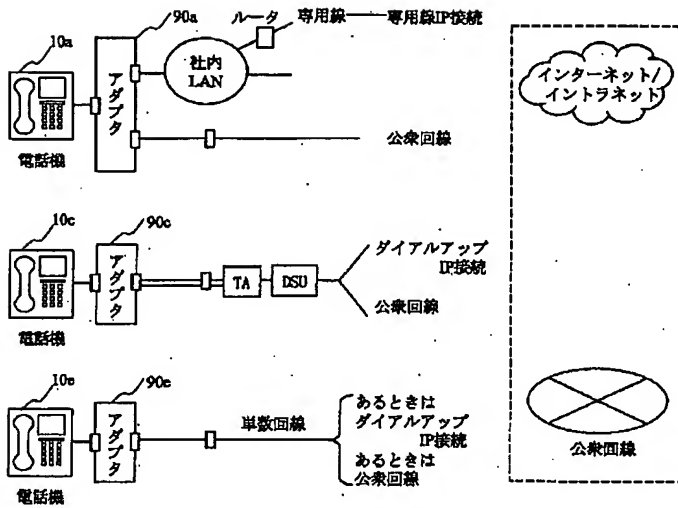 10a
90a
ルータ
専用線
専用線IP接続
アダプタ
社内
LAN
公衆回線
電話機
10c
90c
アダプタ
TA
DSU
ダイアルアップ
IP接続
公衆回線
電話機
10e
90e
アダプタ
単数回線
あるときは
ダイアルアップ
IP接続
あるときは
公衆回線
電話機
インターネット/
イントラネット
公衆回線